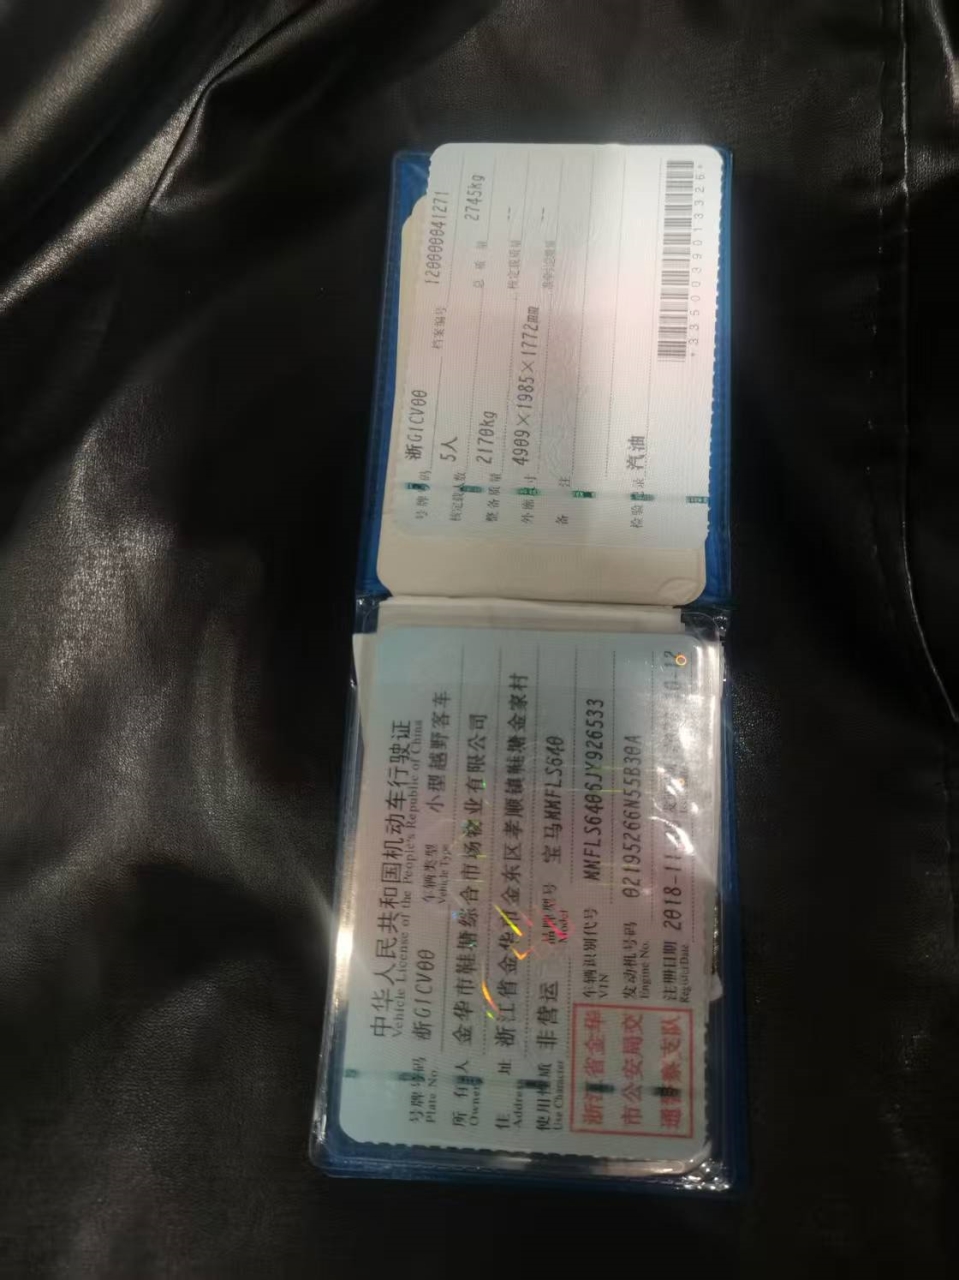 中华人民共和国机动车行驶证
Vehicle License of the People's Republic of China
号牌号码 浙G1CV00 车辆类型 小型越野客车
Plate No. Vehicle Type
所有人 金华市鞋塘综合市场物业有限公司
Owner
住 址 浙江省金华市金东区孝顺镇鞋塘金家村
Address
使用性质 非营运 品牌型号 宝马MMFLS640
Use Character Model
浙江省金华
市公安局交
通警察支队
车辆识别代号 MMFLS6406JY926533
VIN
发动机号码 02195266N55B30A
Engine No.
注册日期 2018-11
Register Date
号牌号码 浙G1CV00 档案编号 120000041271
核定载人数 5人 总质量 2745kg
整备质量 2170kg 核定载质量 --
外廓尺寸 4909×1985×1772mm --
备 注
检验记录 汽油
*3350039013326*